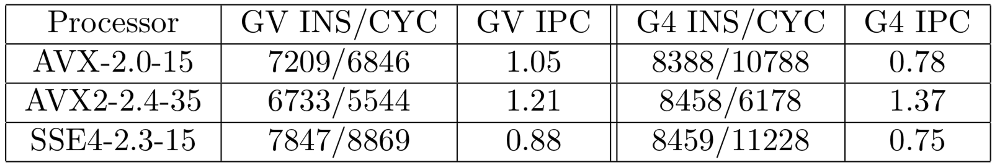 Processor GV INS/CYC GV IPC G4 INS/CYC G4 IPC
AVX-2.0-15 7209/6846 1.05 8388/10788 0.78
AVX2-2.4-35 6733/5544 1.21 8458/6178 1.37
SSE4-2.3-15 7847/8869 0.88 8459/11228 0.75